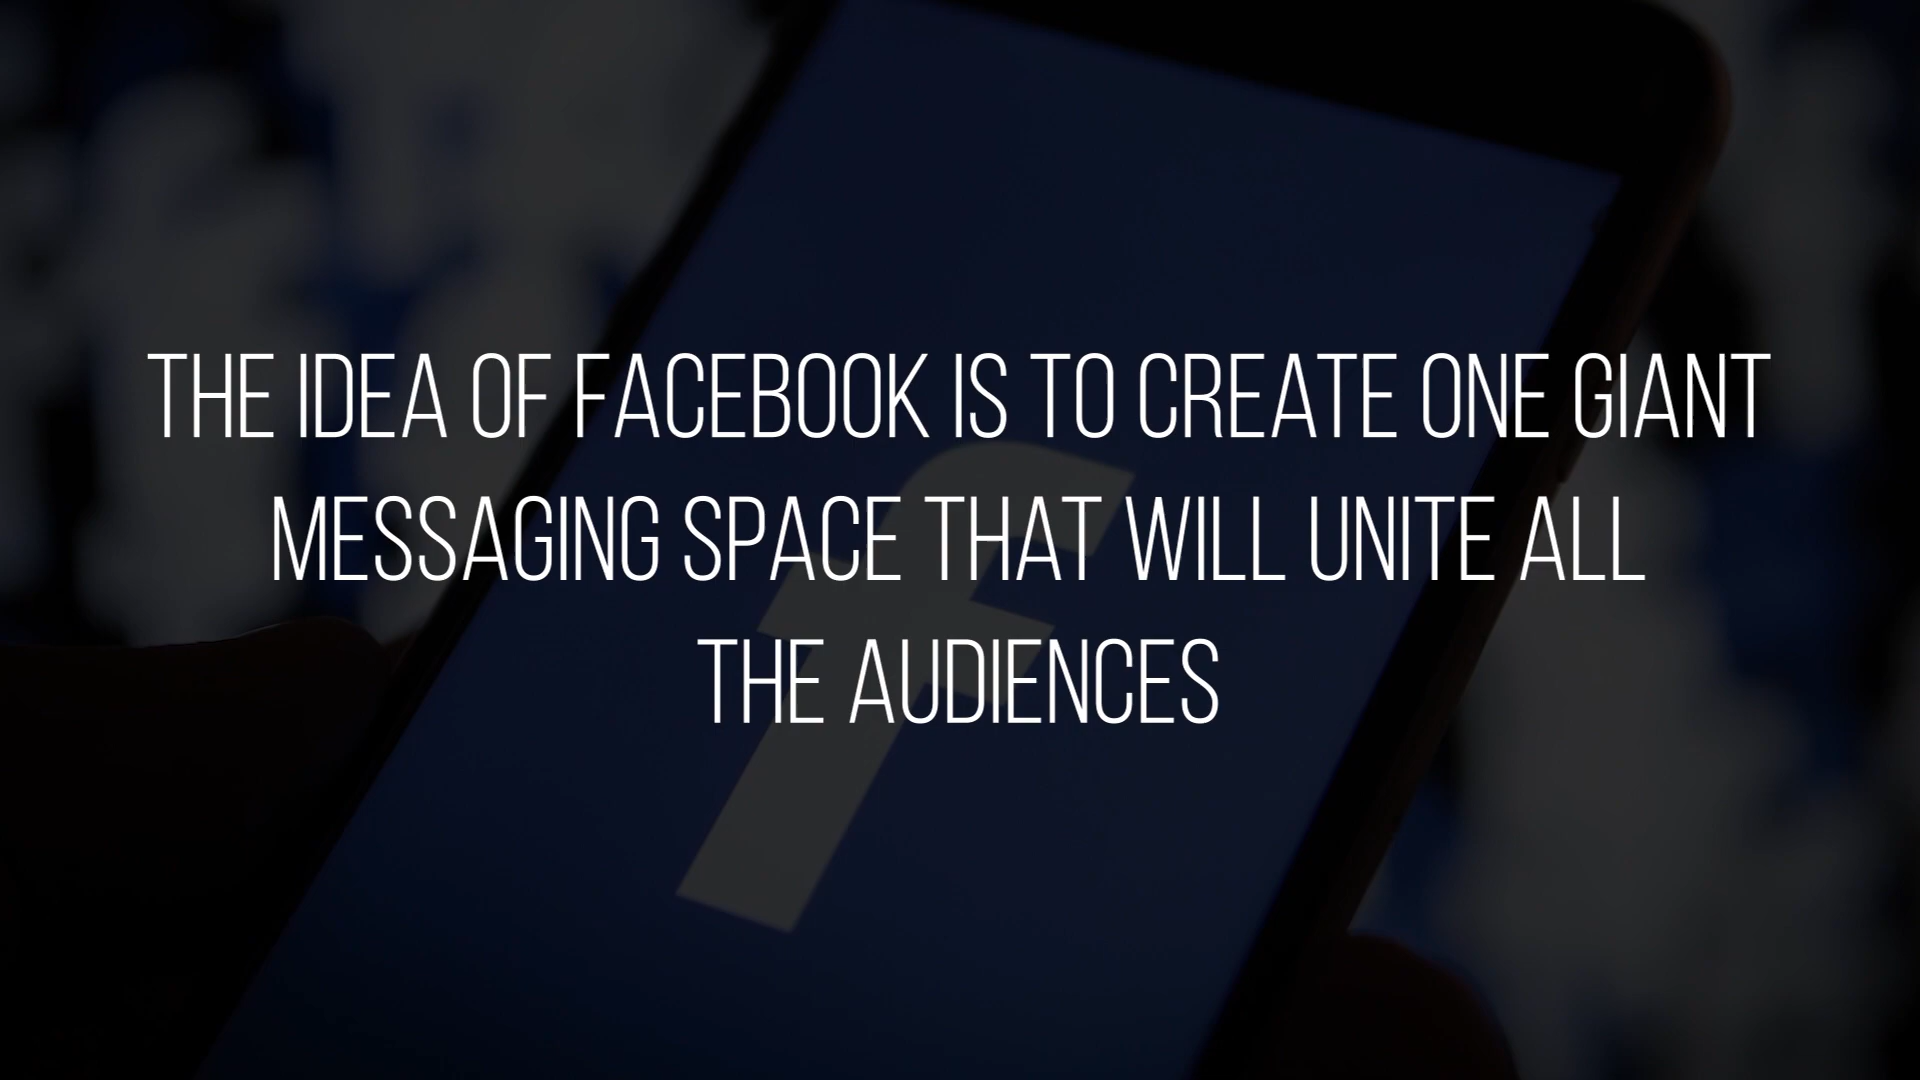 THE IDEA OF FACEBOOK IS TO CREATE ONE GIANT
MESSAGING SPACE THAT WILL UNITE ALL
THE AUDIENCES